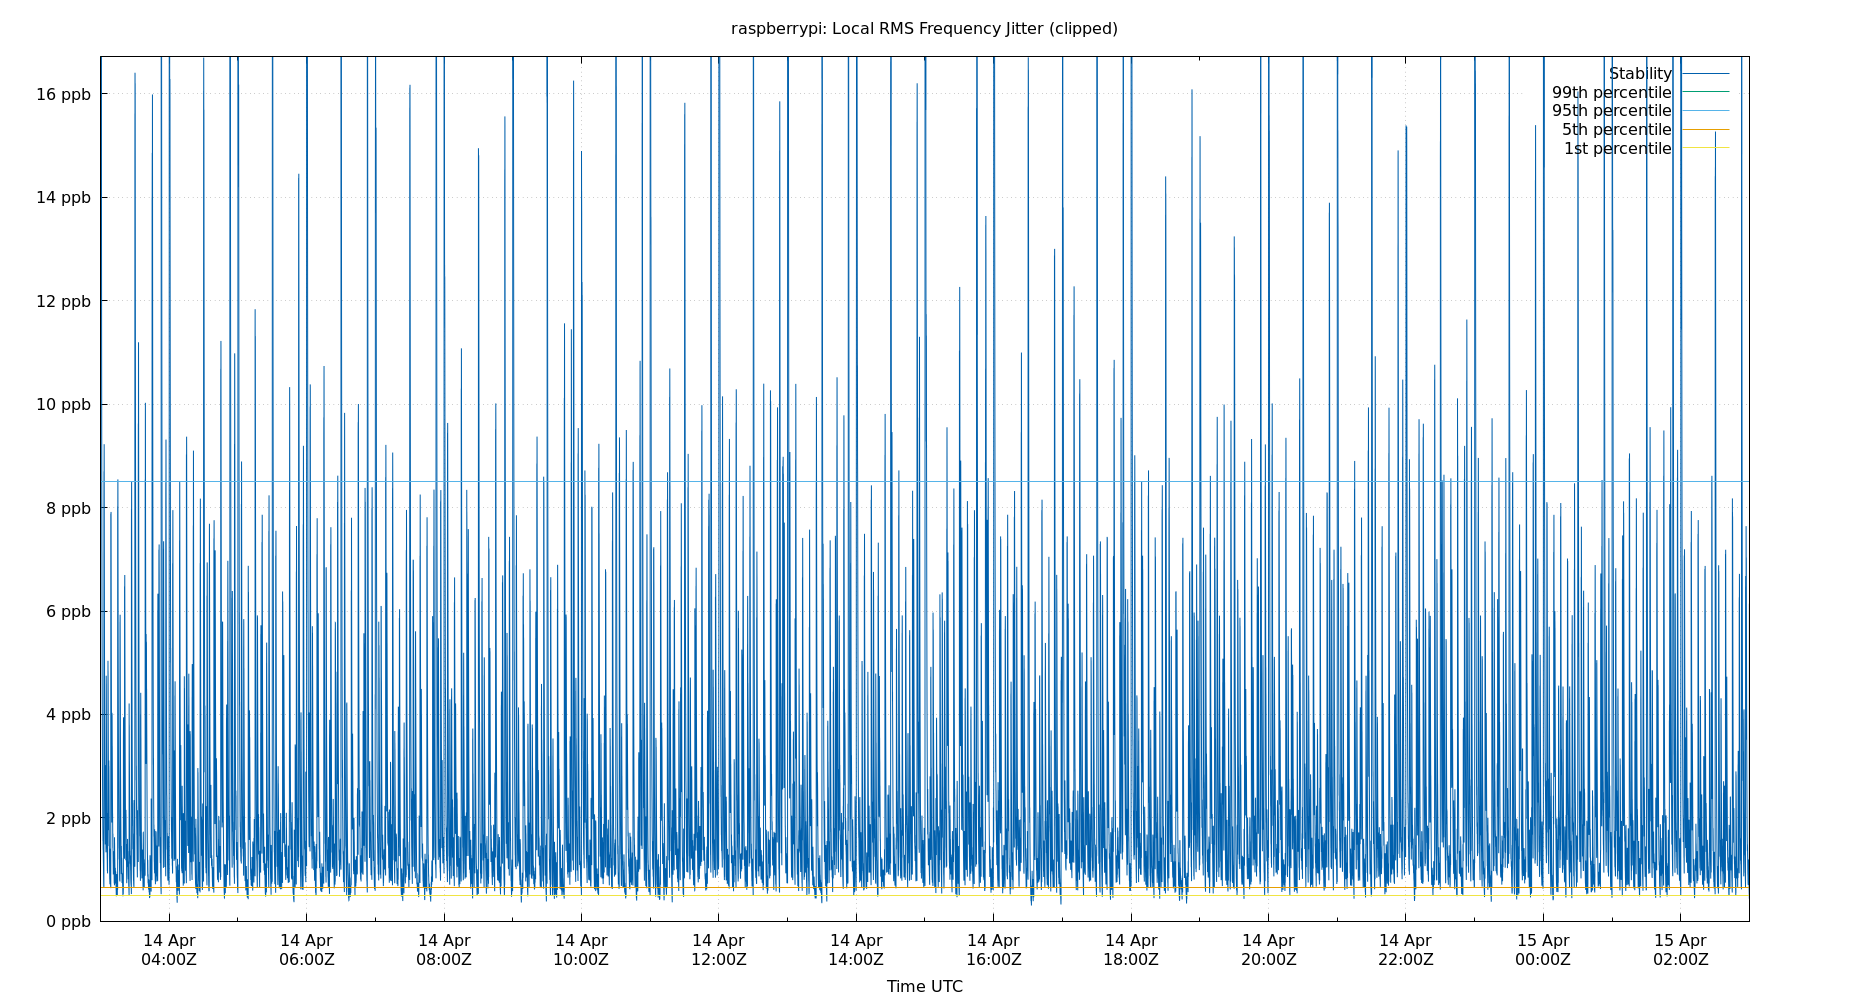 raspberrypi: Local RMS Frequency Jitter (clipped)
Stability
99th percentile
95th percentile
5th percentile
1st percentile
16 ppb
14 ppb
12 ppb
10 ppb
8 ppb
6 ppb
4 ppb
2 ppb
0 ppb
14 Apr 14 Apr 14 Apr 14 Apr 14 Apr 14 Apr 14 Apr 14 Apr 14 Apr 14 Apr 15 Apr 15 Apr
04:00Z 06:00Z 08:00Z 10:00Z 12:00Z 14:00Z 16:00Z 18:00Z 20:00Z 22:00Z 00:00Z 02:00Z
Time UTC